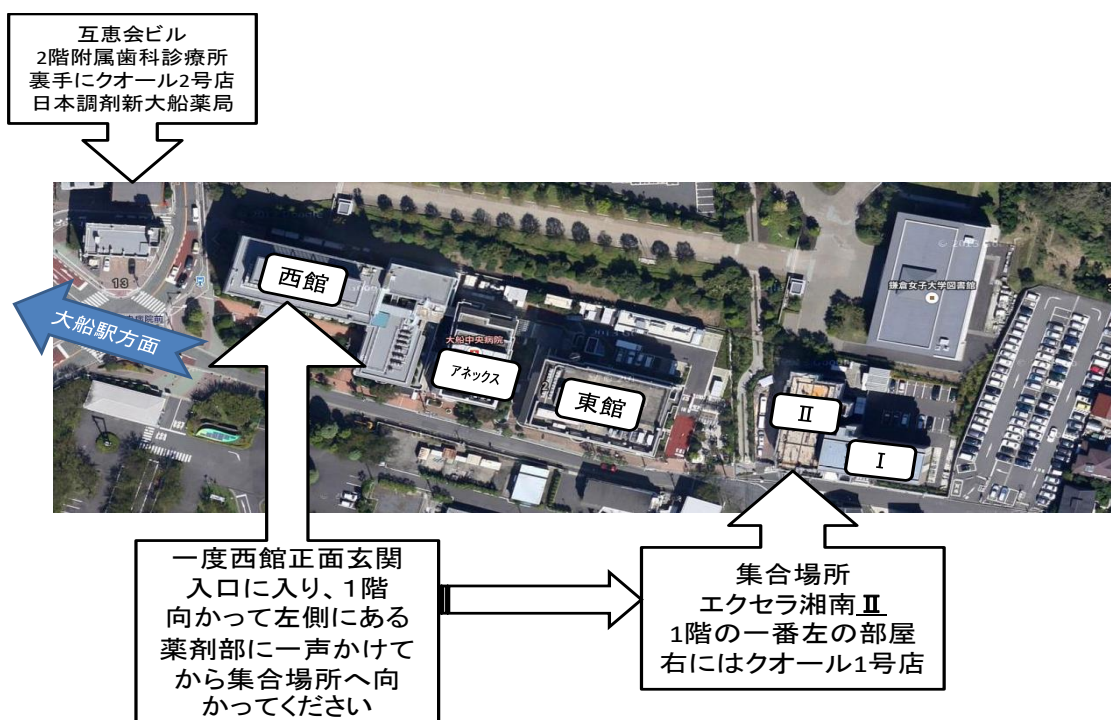 互恵会ビル
2階附属歯科診療所
裏手にクオール2号店
日本調剤新大船薬局
西館
13
大船駅方面
大船中央病院
アネックス
東館
Ⅱ
Ⅰ
鎌倉女子大学図書館
一度西館正面玄関
入口に入り、1階
向かって左側にある
薬剤部に一声かけて
から集合場所へ向
かってください
集合場所
エクセラ湘南Ⅱ
1階の一番左の部屋
右にはクオール1号店